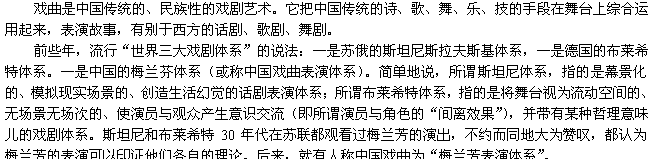 戏曲是中国传统的、民族性的戏剧艺术。它把中国传统的诗、歌、舞、乐、技的手段在舞台上综合运
用起来，表演故事，有别于西方的话剧、歌剧、舞剧。
前些年，流行“世界三大戏剧体系”的说法：一是苏俄的斯坦尼斯拉夫斯基体系，一是德国的布莱希
特体系。一是中国的梅兰芬体系（或称中国戏曲表演体系）。简单地说，所谓斯坦尼体系，指的是幕景化
的、模拟现实场景的、创造生活幻觉的话剧表演体系；所谓布莱希特体系，指的是将舞台视为流动空间的、
无场景无场次的、使演员与观众产生意识交流（即所谓演员与角色的“间离效果”），并带有某种哲理意味
儿的戏剧体系。斯坦尼和布莱希特 30 年代在苏联都观看过梅兰芳的演出，不约而同地大为赞叹，都认为
梅兰芳的表演可以印证他们各自的理论。后来，就有人称中国戏曲为“梅兰芳表演体系”。